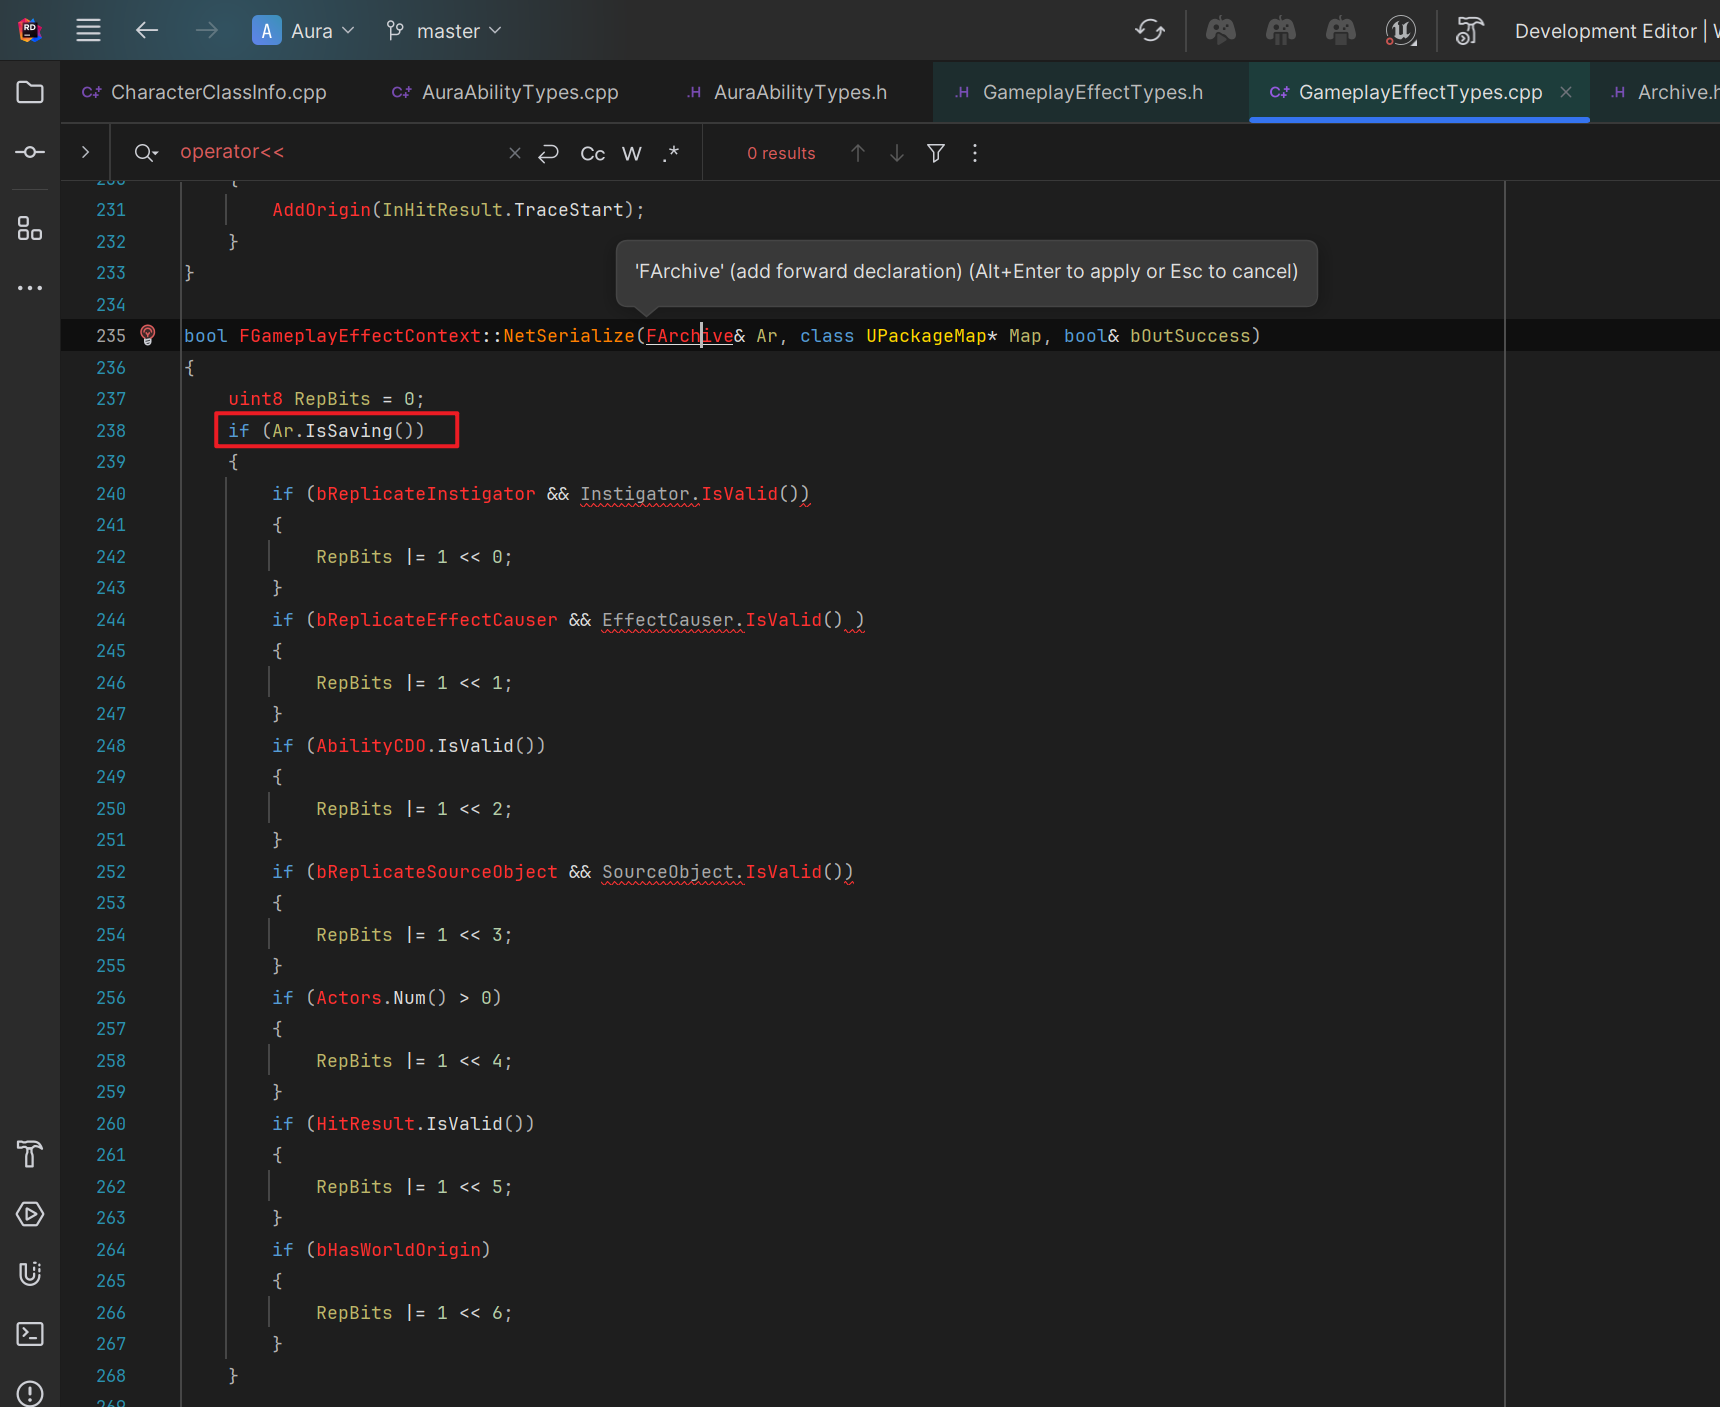 RD
A Aura master Development Editor
C+ CharacterClassInfo.cpp C+ AuraAbilityTypes.cpp .H AuraAbilityTypes.h .H GameplayEffectTypes.h C+ GameplayEffectTypes.cpp .H Archive.h
operator<< Cc W .* 0 results
{
231 AddOrigin(InHitResult.TraceStart);
232 }
233 }
'FArchive' (add forward declaration) (Alt+Enter to apply or Esc to cancel)
234
235 bool FGameplayEffectContext::NetSerialize(FArchive& Ar, class UPackageMap* Map, bool& bOutSuccess)
236 {
237 uint8 RepBits = 0;
238 if (Ar.IsSaving())
239 {
240 if (bReplicateInstigator && Instigator.IsValid())
241 {
242 RepBits |= 1 << 0;
243 }
244 if (bReplicateEffectCauser && EffectCauser.IsValid() )
245 {
246 RepBits |= 1 << 1;
247 }
248 if (AbilityCDO.IsValid())
249 {
250 RepBits |= 1 << 2;
251 }
252 if (bReplicateSourceObject && SourceObject.IsValid())
253 {
254 RepBits |= 1 << 3;
255 }
256 if (Actors.Num() > 0)
257 {
258 RepBits |= 1 << 4;
259 }
260 if (HitResult.IsValid())
261 {
262 RepBits |= 1 << 5;
263 }
264 if (bHasWorldOrigin)
265 {
266 RepBits |= 1 << 6;
267 }
268 }
269